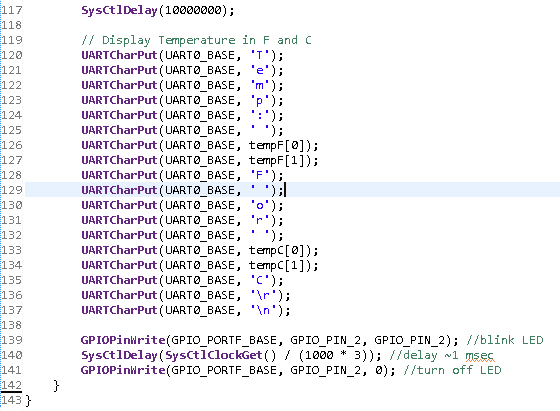 117 SysCtlDelay(10000000);
118
119 // Display Temperature in F and C
120 UARTCharPut(UART0_BASE, 'T');
121 UARTCharPut(UART0_BASE, 'e');
122 UARTCharPut(UART0_BASE, 'm');
123 UARTCharPut(UART0_BASE, 'p');
124 UARTCharPut(UART0_BASE, ':');
125 UARTCharPut(UART0_BASE, ' ');
126 UARTCharPut(UART0_BASE, tempF[0]);
127 UARTCharPut(UART0_BASE, tempF[1]);
128 UARTCharPut(UART0_BASE, 'F');
129 UARTCharPut(UART0_BASE, ' ');
130 UARTCharPut(UART0_BASE, 'o');
131 UARTCharPut(UART0_BASE, 'r');
132 UARTCharPut(UART0_BASE, ' ');
133 UARTCharPut(UART0_BASE, tempC[0]);
134 UARTCharPut(UART0_BASE, tempC[1]);
135 UARTCharPut(UART0_BASE, 'C');
136 UARTCharPut(UART0_BASE, '\r');
137 UARTCharPut(UART0_BASE, '\n');
138
139 GPIOPinWrite(GPIO_PORTF_BASE, GPIO_PIN_2, GPIO_PIN_2); //blink LED
140 SysCtlDelay(SysCtlClockGet() / (1000 * 3)); //delay ~1 msec
141 GPIOPinWrite(GPIO_PORTF_BASE, GPIO_PIN_2, 0); //turn off LED
142 }
143 }